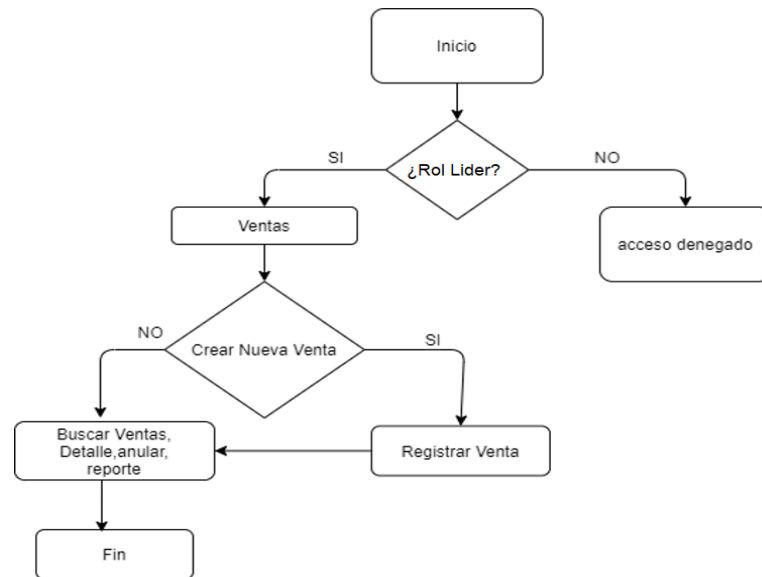 Inicio
SI
¿Rol Lider?
NO
Ventas
acceso denegado
NO
Crear Nueva Venta
SI
Buscar Ventas,
Detalle,anular,
reporte
Registrar Venta
Fin